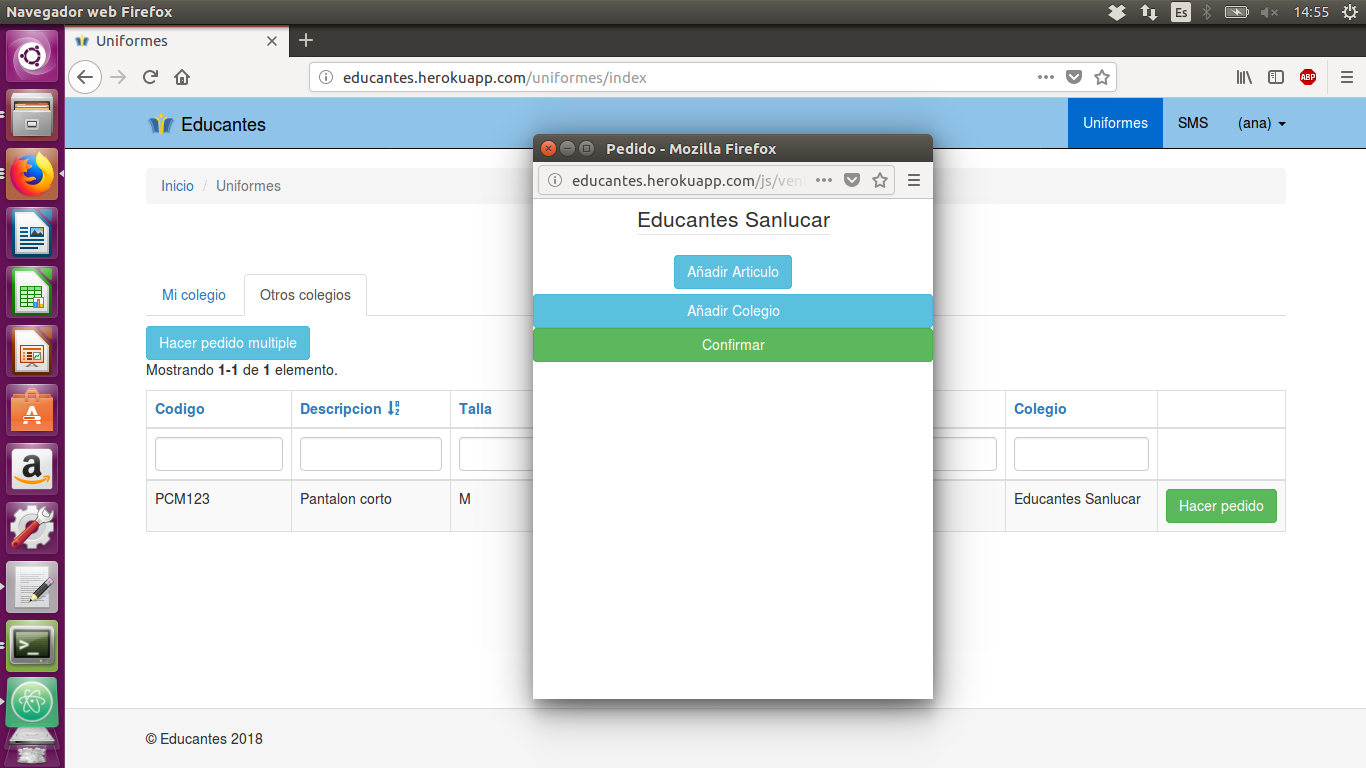 Navegador web Firefox
Es
14:55
Uniformes
educantes.herokuapp.com/uniformes/index
ABP
Educantes
Uniformes
SMS
(ana)
Inicio / Uniformes
Mi colegio
Otros colegios
Hacer pedido multiple
Mostrando 1-1 de 1 elemento.
Codigo
Descripcion
Talla
Colegio
PCM123
Pantalon corto
M
Educantes Sanlucar
Hacer pedido
Pedido - Mozilla Firefox
educantes.herokuapp.com/js/ven
Educantes Sanlucar
Añadir Articulo
Añadir Colegio
Confirmar
© Educantes 2018